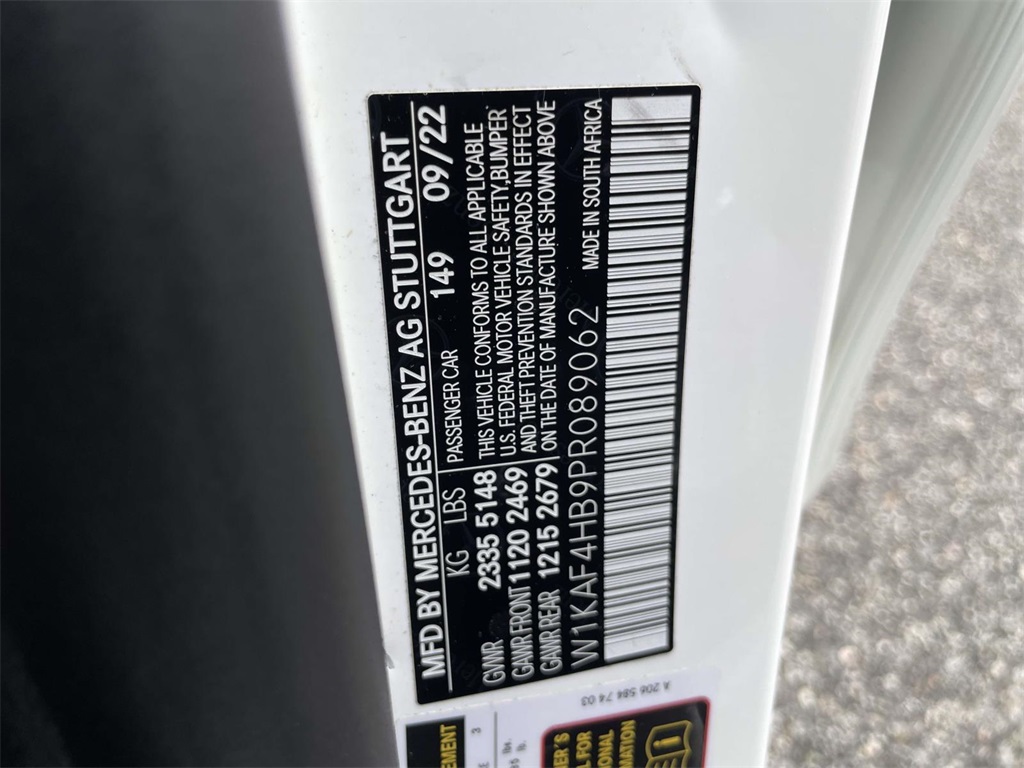 MFD BY MERCEDES-BENZ AG STUTTGART
KG LBS PASSENGER CAR 149 09/22
GVWR 2335 5148 THIS VEHICLE CONFORMS TO ALL APPLICABLE
GAWR FRONT 1120 2469 U.S. FEDERAL MOTOR VEHICLE SAFETY, BUMPER
GAWR REAR 1215 2679 AND THEFT PREVENTION STANDARDS IN EFFECT
ON THE DATE OF MANUFACTURE SHOWN ABOVE
W1KAF4HB9PR089062 MADE IN SOUTH AFRICA
A 206 584 74 03
EMENT
3